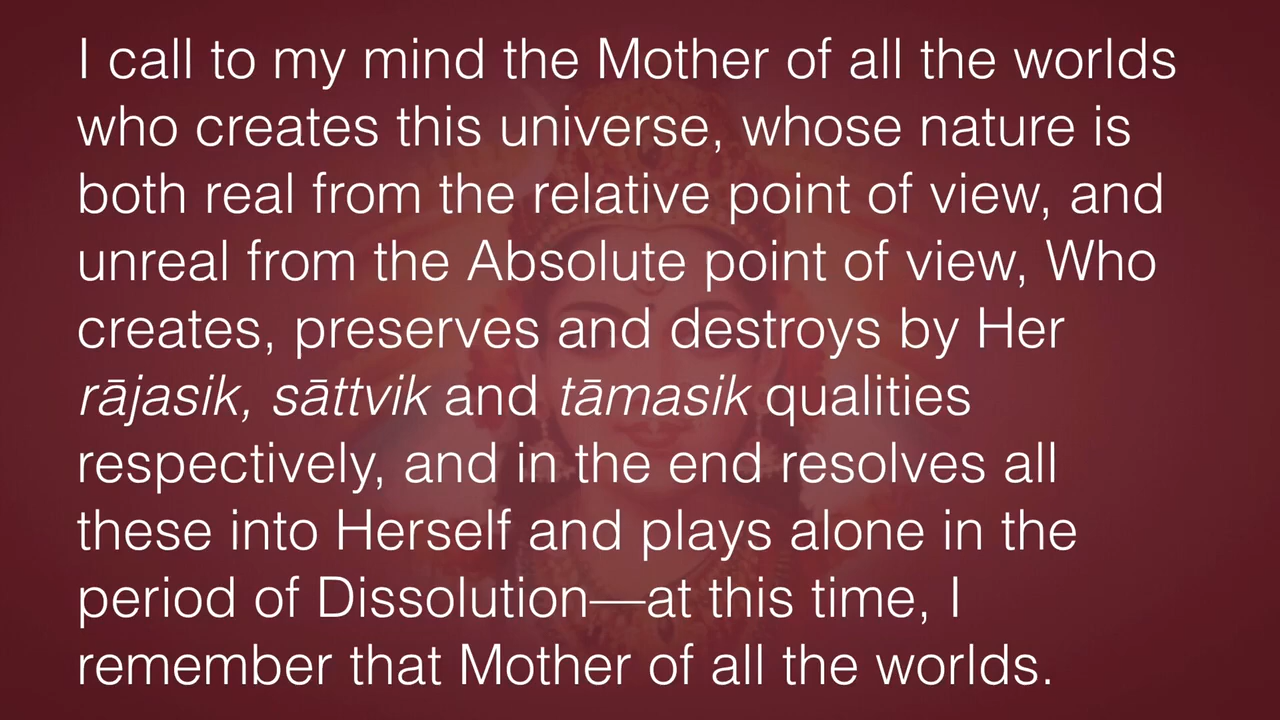 I call to my mind the Mother of all the worlds
who creates this universe, whose nature is
both real from the relative point of view, and
unreal from the Absolute point of view, Who
creates, preserves and destroys by Her
rājasik, sāttvik and tāmasik qualities
respectively, and in the end resolves all
these into Herself and plays alone in the
period of Dissolution—at this time, I
remember that Mother of all the worlds.